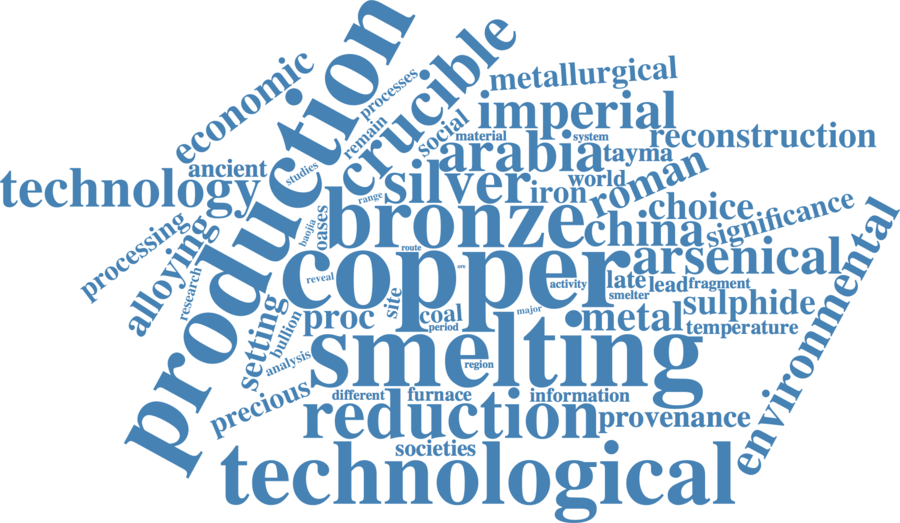 production
crucible
economic
processes
remain
social
metallurgical
imperial
material
system
reconstruction
arabia
tayma
ancient
studies
technology
silver
range
iron
world
roman
choice
significance
processing
alloying
research
baojia
oases
bronze
china
route
copper
arsenical
reveal
ore
activity
late
lead
fragment
smelter
sulphide
setting
bullion
proc
site
coal
period
major
metal
temperature
environmental
smelting
analysis
region
precious
different
furnace
information
reduction
provenance
societies
technological